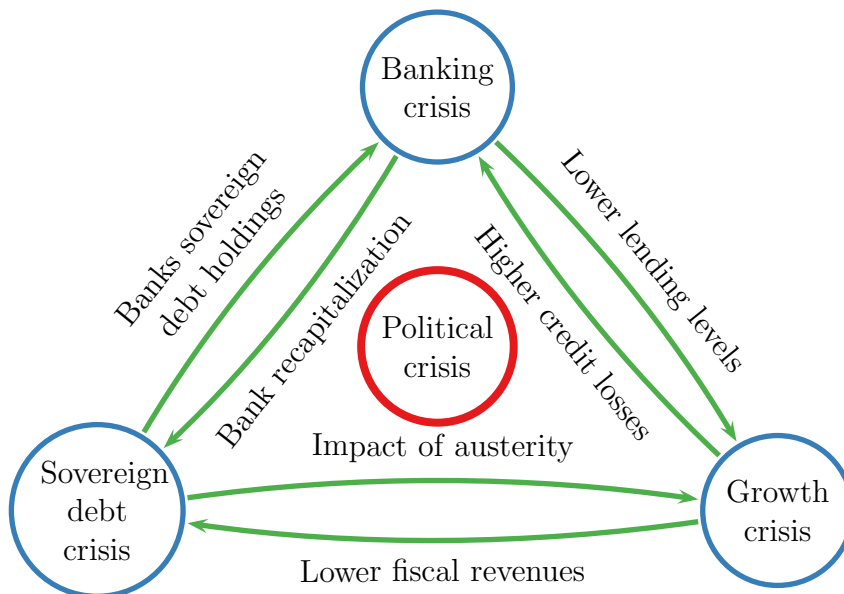 Banking
crisis
Banks sovereign
debt holdings
Bank recapitalization
Lower lending levels
Higher credit losses
Political
crisis
Impact of austerity
Sovereign
debt
crisis
Growth
crisis
Lower fiscal revenues